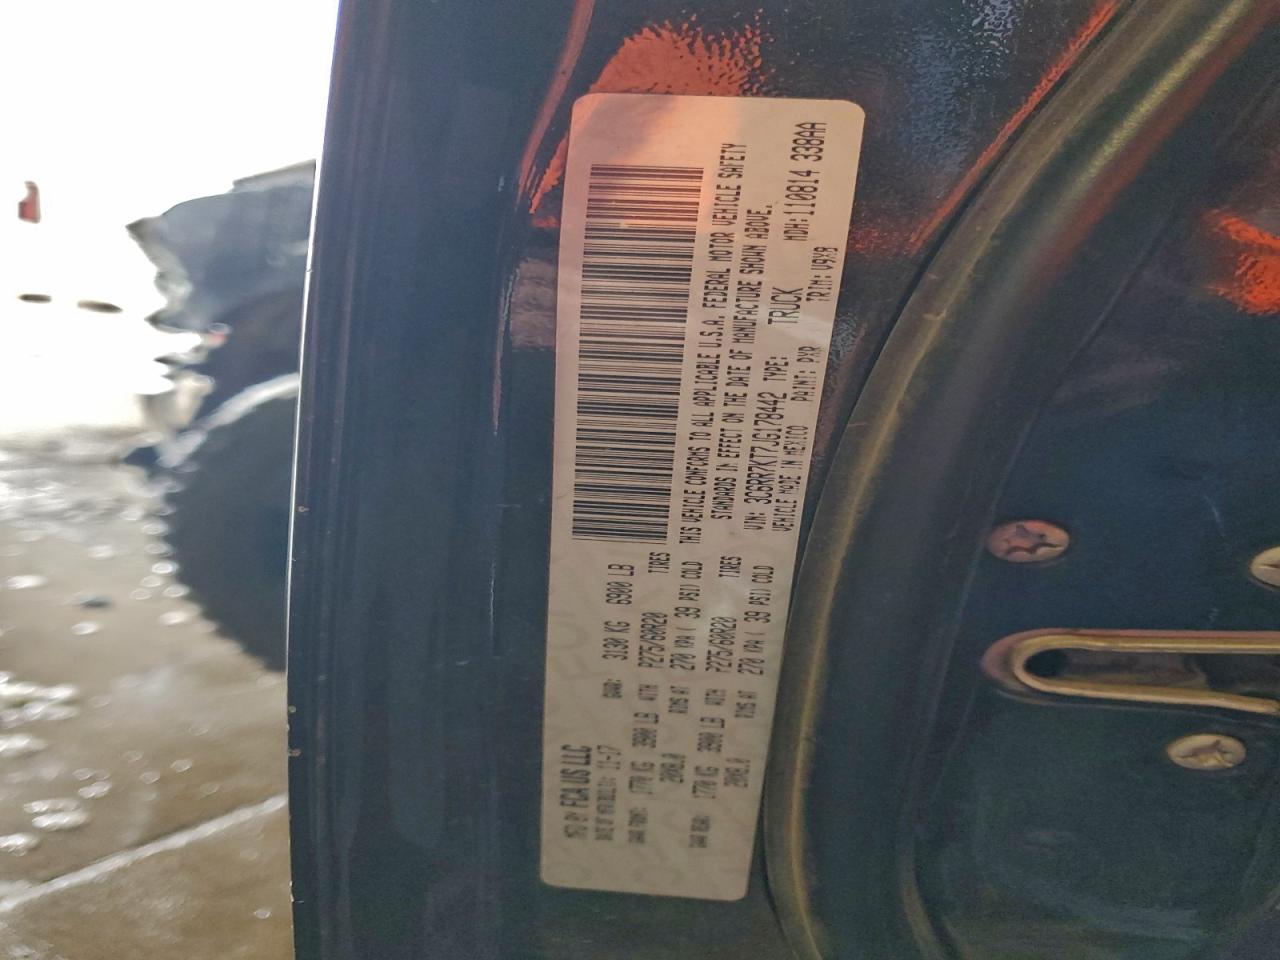 MFD BY FCA US LLC
DATE OF MFR/BUILT: 11-17 GVWR: 3130 KG 6900 LB
GAWR FRONT: 1770 KG 3900 LB WITH P275/60R20 TIRES
20X8.0 RIMS AT 270 KPA ( 39 PSI) COLD
GAWR REAR: 1770 KG 3900 LB WITH P275/60R20 TIRES
20X8.0 RIMS AT 270 KPA ( 39 PSI) COLD
THIS VEHICLE CONFORMS TO ALL APPLICABLE U.S.A. FEDERAL MOTOR VEHICLE SAFETY
STANDARDS IN EFFECT ON THE DATE OF MANUFACTURE SHOWN ABOVE.
VIN: 3C6RR7KT7JG178442 TYPE: TRUCK MDH: 110814 338AA
VEHICLE MADE IN MEXICO PAINT: PXR TRIM: V9X9